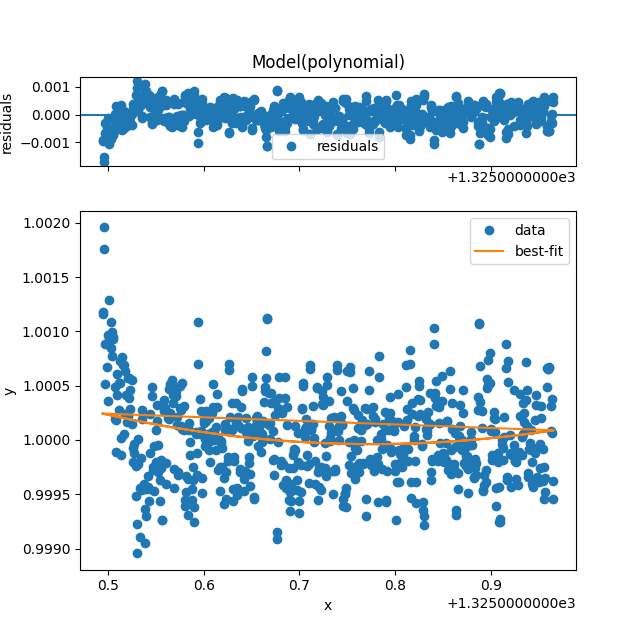 Model(polynomial)
residuals
0.001
0.000
−0.001
residuals
+1.3250000000e3
y
1.0020
1.0015
1.0010
1.0005
1.0000
0.9995
0.9990
data
best-fit
0.5 0.6 0.7 0.8 0.9
x
+1.3250000000e3